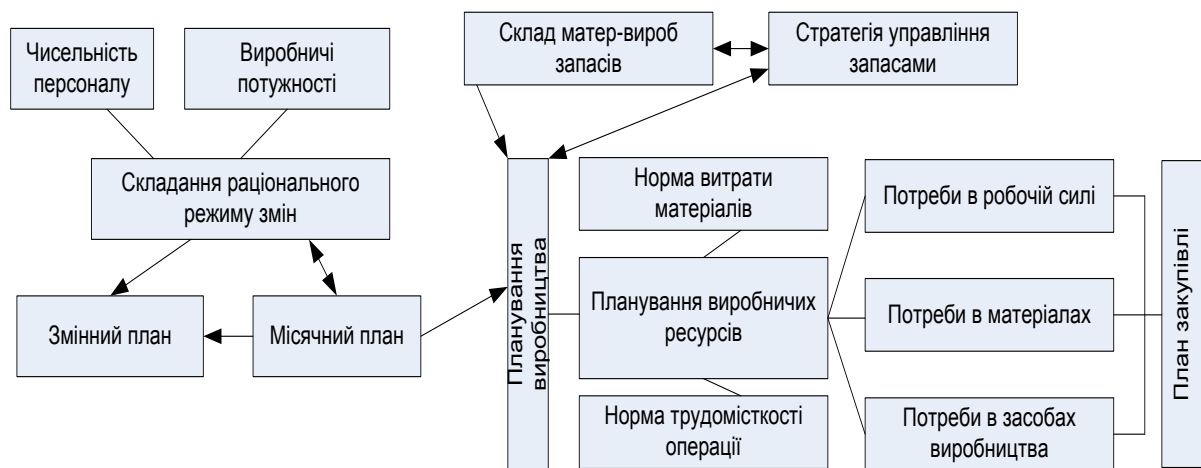 Чисельність
персоналу
Виробничі
потужності
Склад матер-вироб
запасів
Стратегія управління
запасами
Складання раціонального
режиму змін
Змінний план
Місячний план
Планування
виробництва
Норма витрати
матеріалів
Планування виробничих
ресурсів
Норма трудомісткості
операції
Потреби в робочій силі
Потреби в матеріалах
Потреби в засобах
виробництва
План закупівлі